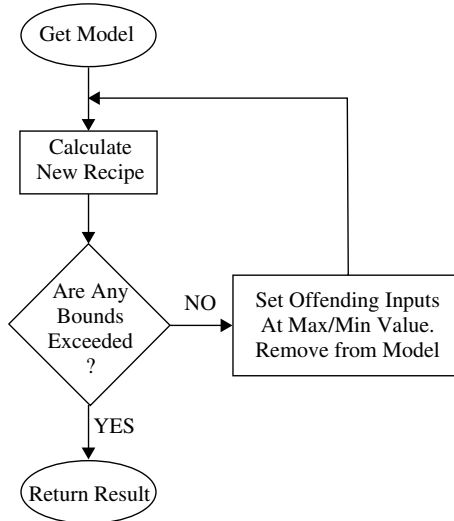 Get Model
Calculate
New Recipe
Are Any
Bounds
Exceeded
?
NO
Set Offending Inputs
At Max/Min Value.
Remove from Model
YES
Return Result